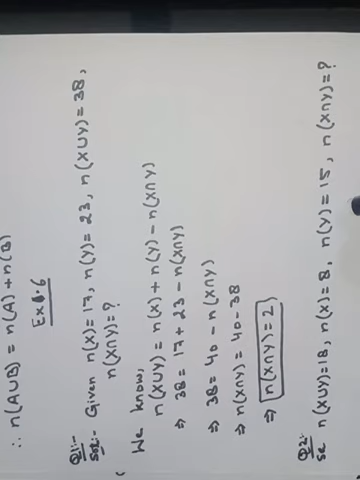 ∴ n(A∪B) = n(A) + n(B)
Ex 1.6
Q1:-
Sol:- Given n(X)=17, n(Y)=23, n(X∪Y)=38,
n(X∩Y)=?
We know,
n(X∪Y) = n(X) + n(Y) - n(X∩Y)
⇒ 38 = 17 + 23 - n(X∩Y)
⇒ 38 = 40 - n(X∩Y)
⇒ n(X∩Y) = 40 - 38
⇒ n(X∩Y) = 2
Q2:-
n(X∪Y)=18, n(X)=8, n(Y)=15, n(X∩Y)=?